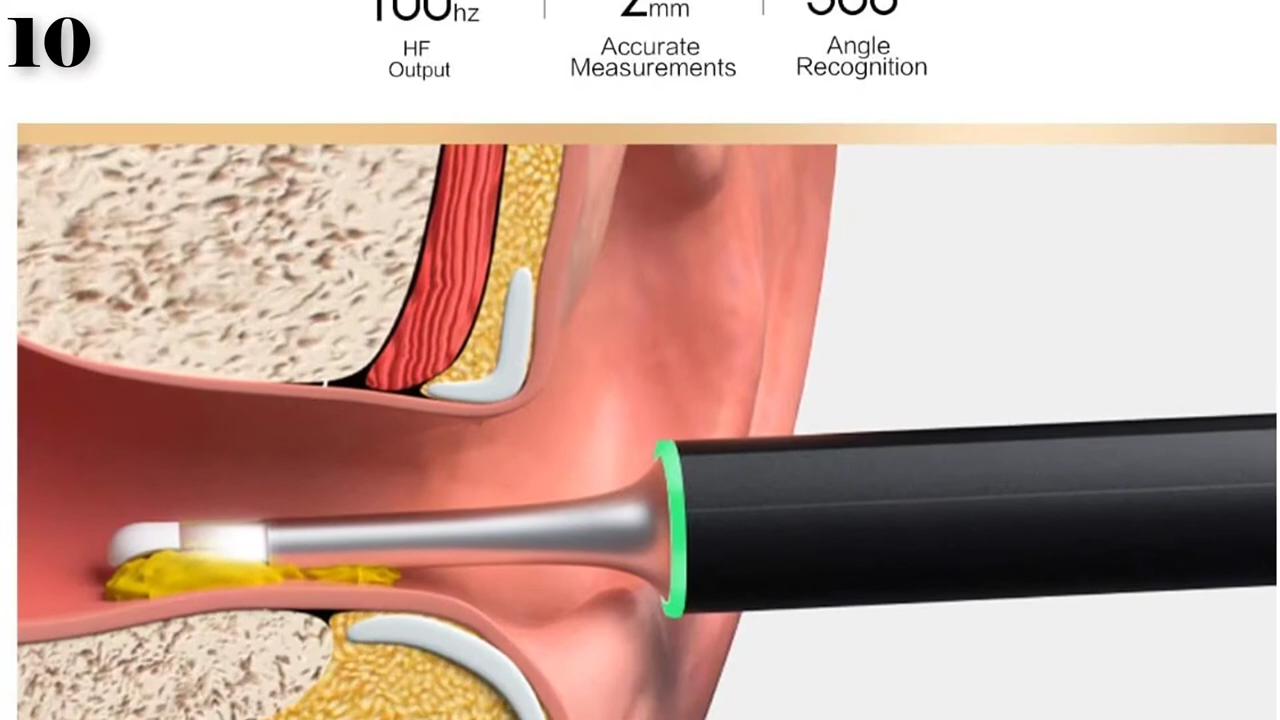 10
100hz
2mm
HF
Output
Accurate
Measurements
Angle
Recognition